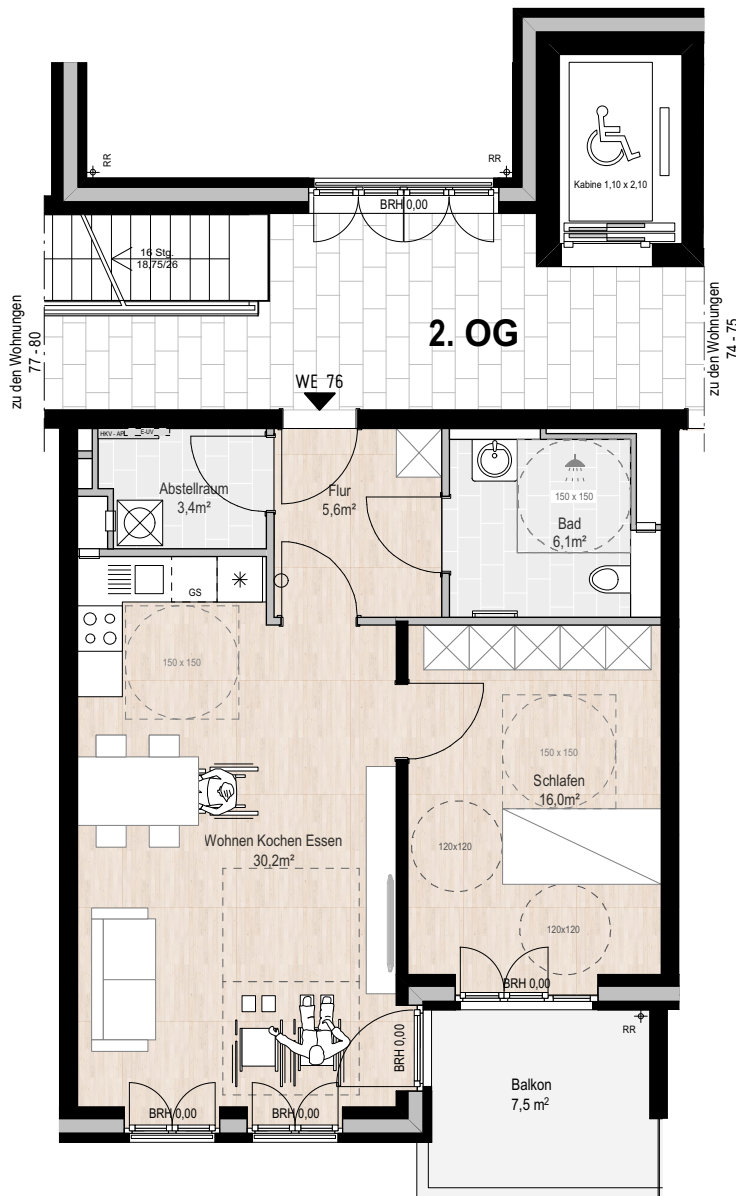 RR
RR
Kabine 1,10 x 2,10
BRH 0,00
16 Stg.
18,75/26
zu den Wohnungen
77 - 80
2. OG
zu den Wohnungen
74 - 75
WE 76
HKV - APL
E-UV
Abstellraum
3,4m²
Flur
5,6m²
150 x 150
Bad
6,1m²
GS
150 x 150
150 x 150
Schlafen
16,0m²
Wohnen Kochen Essen
30,2m²
120x120
120x120
BRH 0,00
RR
BRH 0,00
Balkon
7,5 m²
BRH 0,00
BRH 0,00